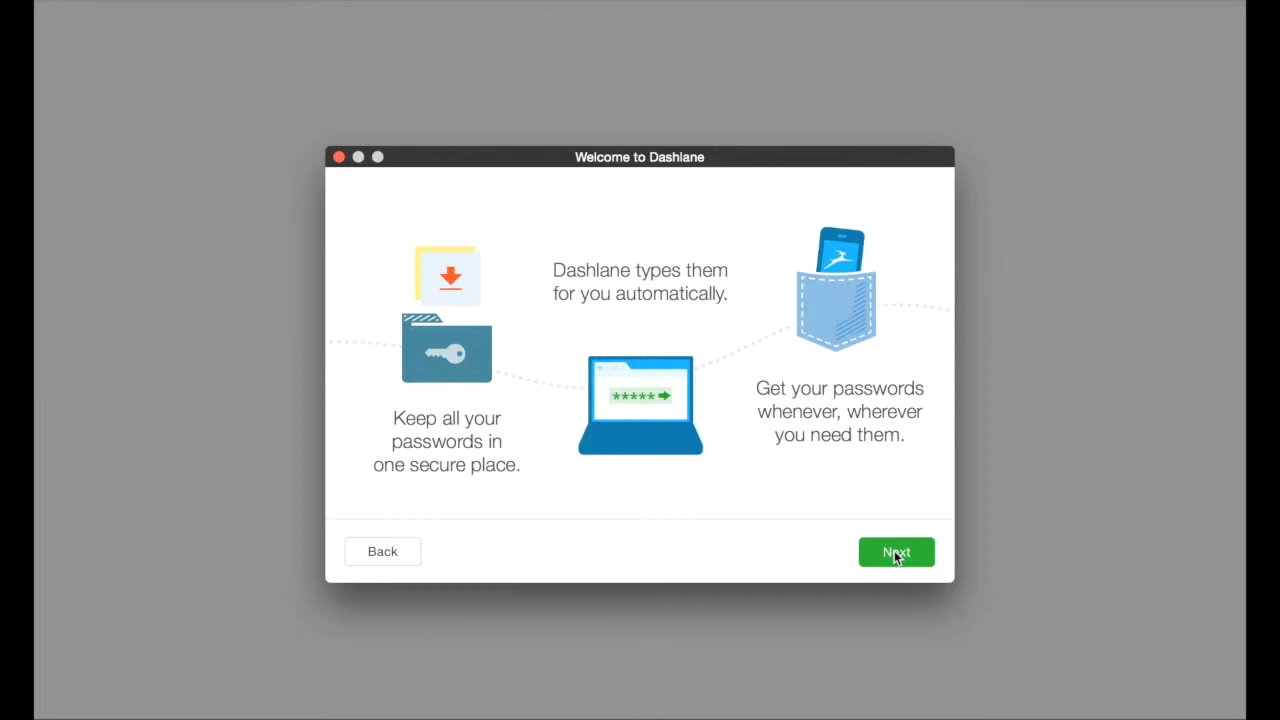 Welcome to Dashlane
Dashlane types them
for you automatically.
*****
Keep all your
passwords in
one secure place.
Get your passwords
whenever, wherever
you need them.
Back
Next